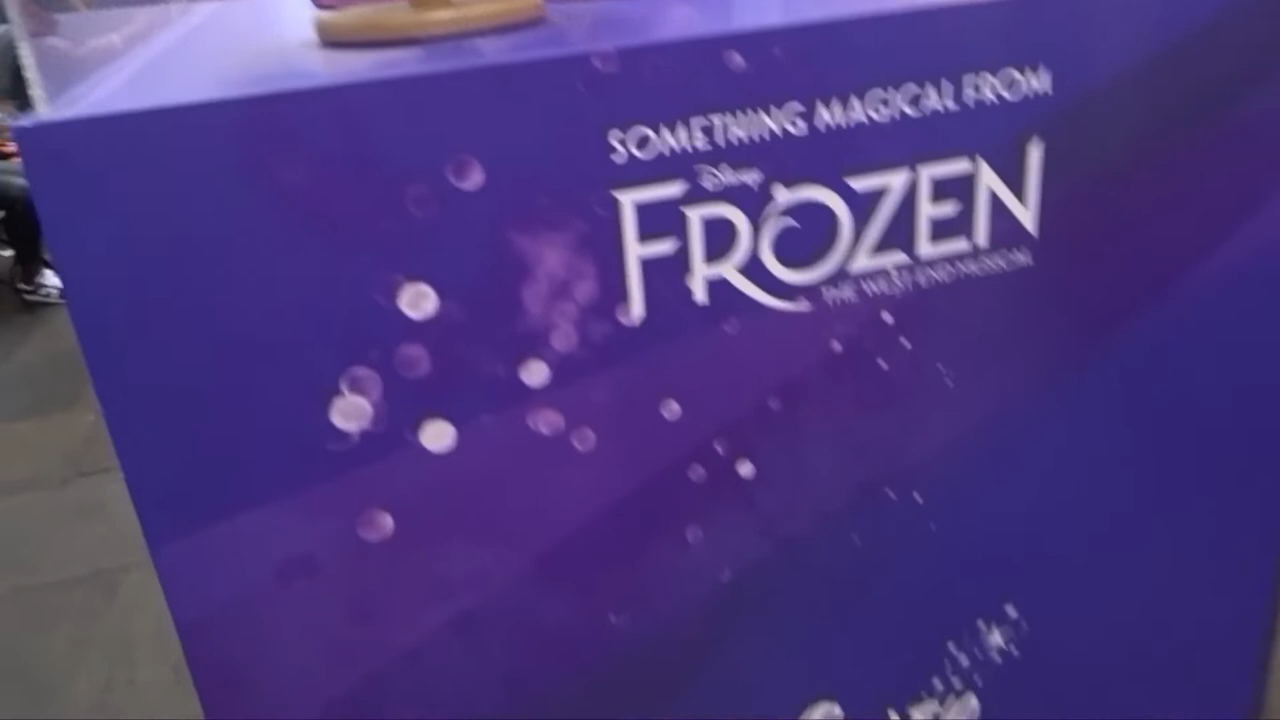 SOMETHING MAGICAL FROM
Disney
FROZEN
THE WEST END MUSICAL